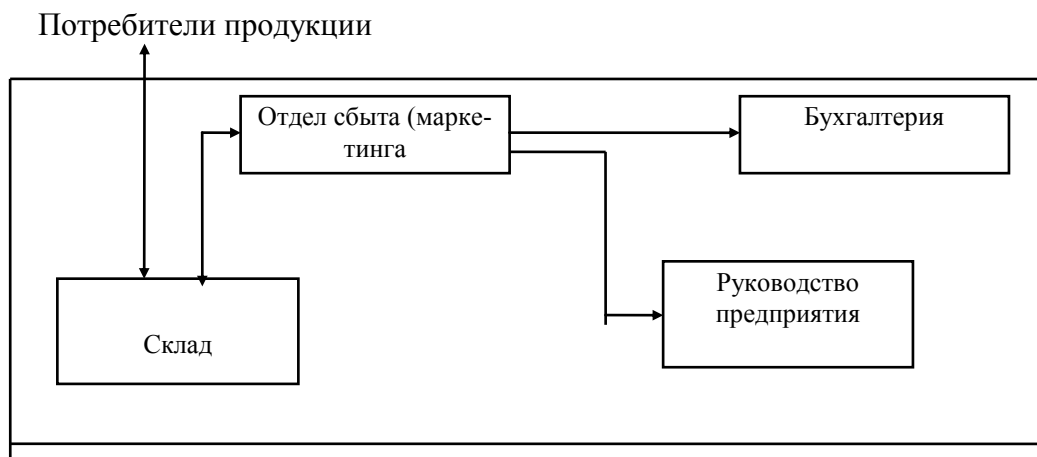 Потребители продукции
Отдел сбыта (марке-
тинга
Бухгалтерия
Руководство
предприятия
Склад